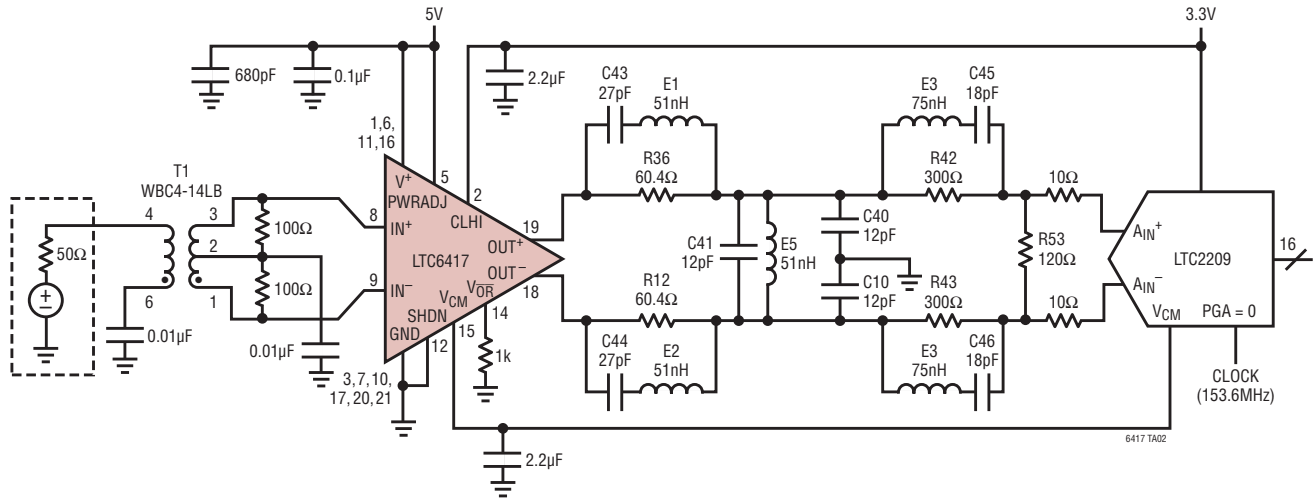 5V
3.3V
680pF
0.1µF
2.2µF
C43
27pF
E1
51nH
E3
75nH
C45
18pF
1,6,
11,16
R36
60.4Ω
R42
300Ω
10Ω
T1
WBC4-14LB
V+
PWRADJ
5
2
CLHI
4
3
8
IN+
19
OUT+
50Ω
100Ω
2
LTC6417
C41
12pF
E5
51nH
C40
12pF
R53
120Ω
AIN+
LTC2209
16
100Ω
OUT−
18
C10
12pF
6
1
9
IN−
VCM
VOR
14
R12
60.4Ω
R43
300Ω
10Ω
AIN−
VCM
PGA = 0
0.01µF
0.01µF
SHDN
15
GND
12
1k
C44
27pF
E2
51nH
E3
75nH
C46
18pF
3,7,10,
17,20,21
CLOCK
(153.6MHz)
2.2µF
6417 TA02